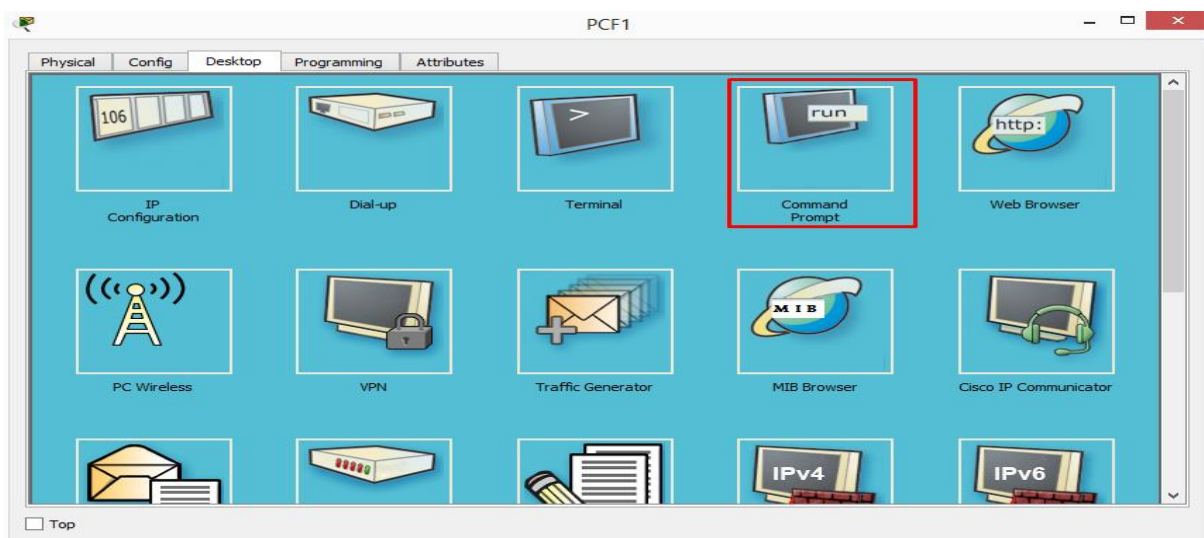 PCF1
Physical Config Desktop Programming Attributes
106
>
run
http:
IP
Configuration
Dial-up
Terminal
Command
Prompt
Web Browser
MIB
PC Wireless
VPN
Traffic Generator
MIB Browser
Cisco IP Communicator
IPv4
IPv6
Top